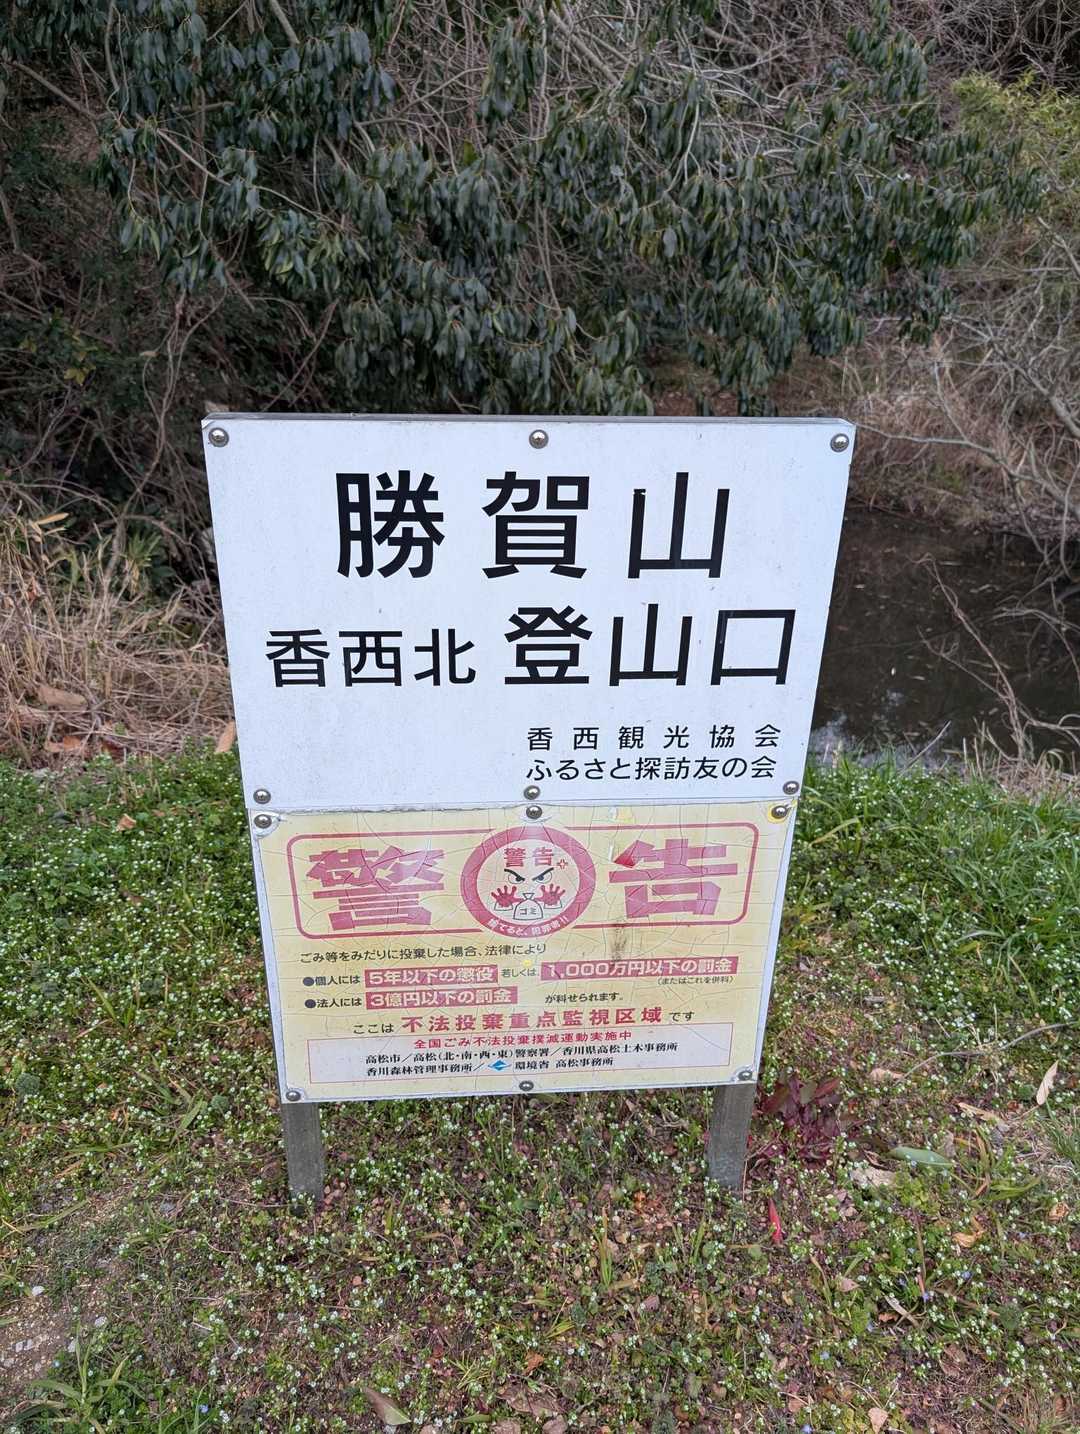 勝賀山
香西北 登山口
香西観光協会
ふるさと探訪友の会
警告
警告
ゴミ
捨てると、犯罪者!!
ごみ等をみだりに投棄した場合、法律により
●個人には 5年以下の懲役 若しくは、1,000万円以下の罰金
(またはこれを併科)
●法人には 3億円以下の罰金 が科せられます。
ここは 不法投棄重点監視区域 です
全国ごみ不法投棄撲滅運動実施中
高松市／高松(北・南・西・東)警察署／香川県高松土木事務所
香川森林管理事務所／環境省 高松事務所